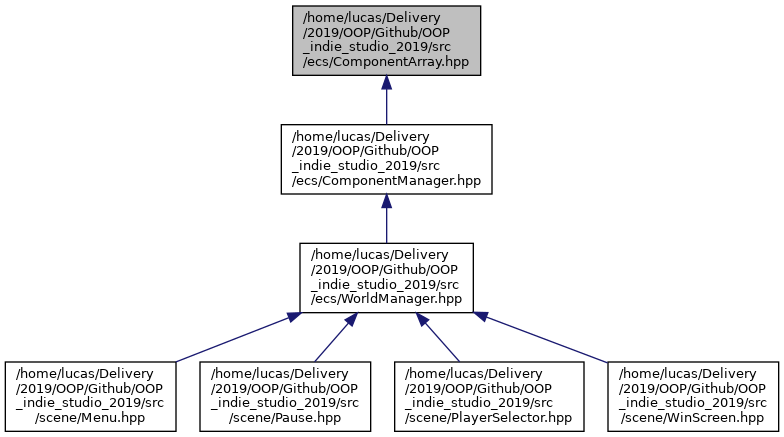 /home/lucas/Delivery
/2019/OOP/Github/OOP
_indie_studio_2019/src
/ecs/ComponentArray.hpp
/home/lucas/Delivery
/2019/OOP/Github/OOP
_indie_studio_2019/src
/ecs/ComponentManager.hpp
/home/lucas/Delivery
/2019/OOP/Github/OOP
_indie_studio_2019/src
/ecs/WorldManager.hpp
/home/lucas/Delivery
/2019/OOP/Github/OOP
_indie_studio_2019/src
/scene/Menu.hpp
/home/lucas/Delivery
/2019/OOP/Github/OOP
_indie_studio_2019/src
/scene/Pause.hpp
/home/lucas/Delivery
/2019/OOP/Github/OOP
_indie_studio_2019/src
/scene/PlayerSelector.hpp
/home/lucas/Delivery
/2019/OOP/Github/OOP
_indie_studio_2019/src
/scene/WinScreen.hpp